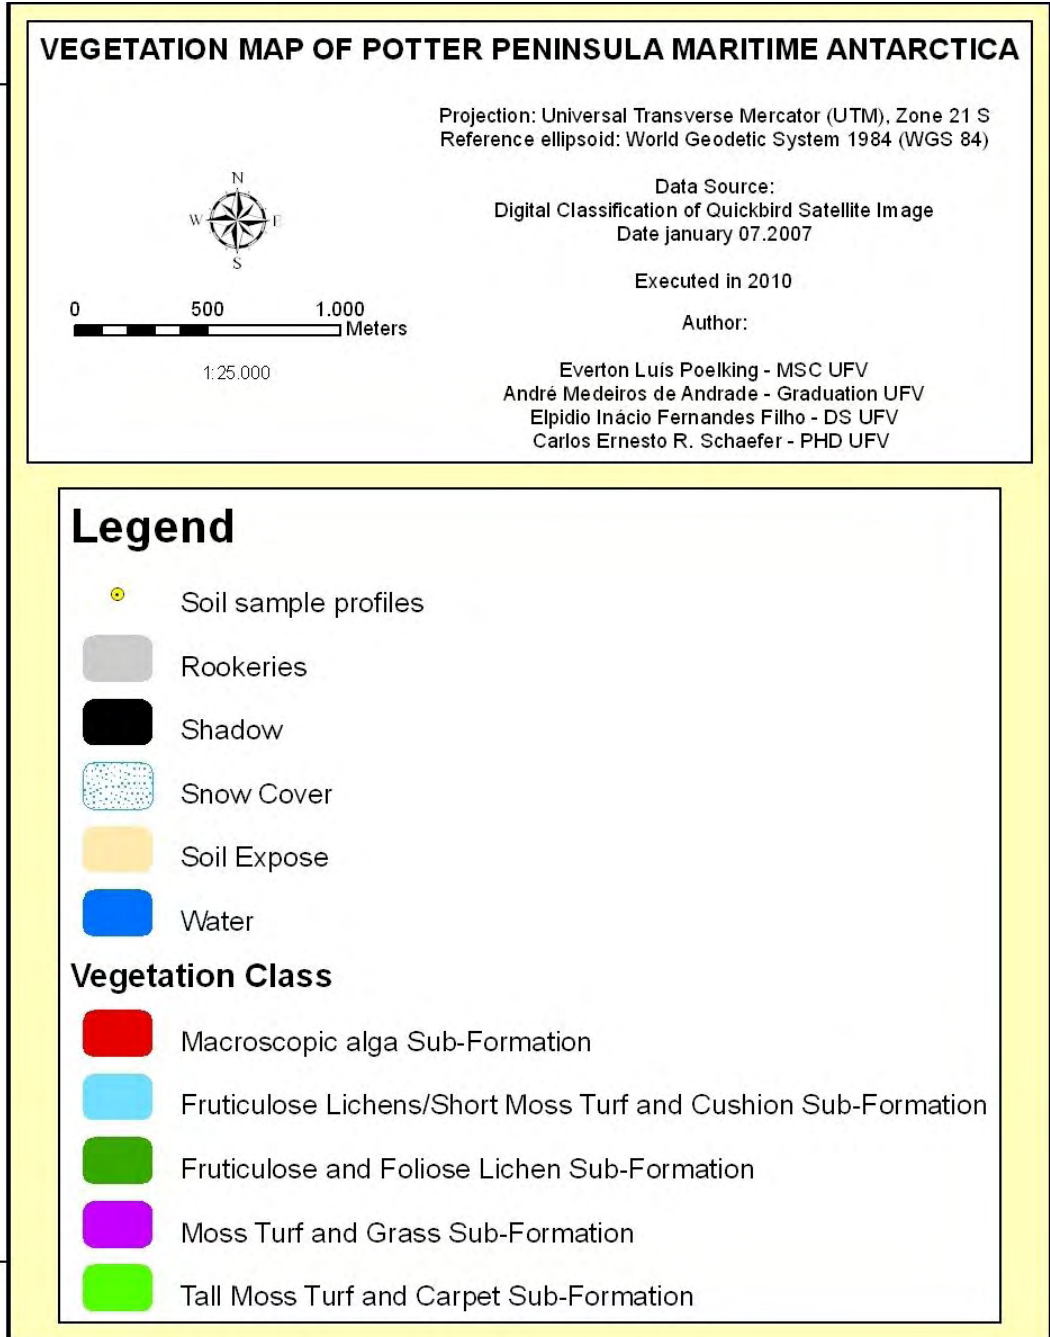 VEGETATION MAP OF POTTER PENINSULA MARITIME ANTARCTICA
Projection: Universal Transverse Mercator (UTM), Zone 21 S
Reference ellipsoid: World Geodetic System 1984 (WGS 84)
Data Source:
Digital Classification of Quickbird Satellite Image
Date january 07.2007
Executed in 2010
Author:
Everton Luís Poelking - MSC UFV
André Medeiros de Andrade - Graduation UFV
Elpidio Inácio Fernandes Filho - DS UFV
Carlos Ernesto R. Schaefer - PHD UFV
N
W E
S
0 500 1.000
Meters
1:25.000
Legend
Soil sample profiles
Rookeries
Shadow
Snow Cover
Soil Expose
Water
Vegetation Class
Macroscopic alga Sub-Formation
Fruticulose Lichens/Short Moss Turf and Cushion Sub-Formation
Fruticulose and Foliose Lichen Sub-Formation
Moss Turf and Grass Sub-Formation
Tall Moss Turf and Carpet Sub-Formation